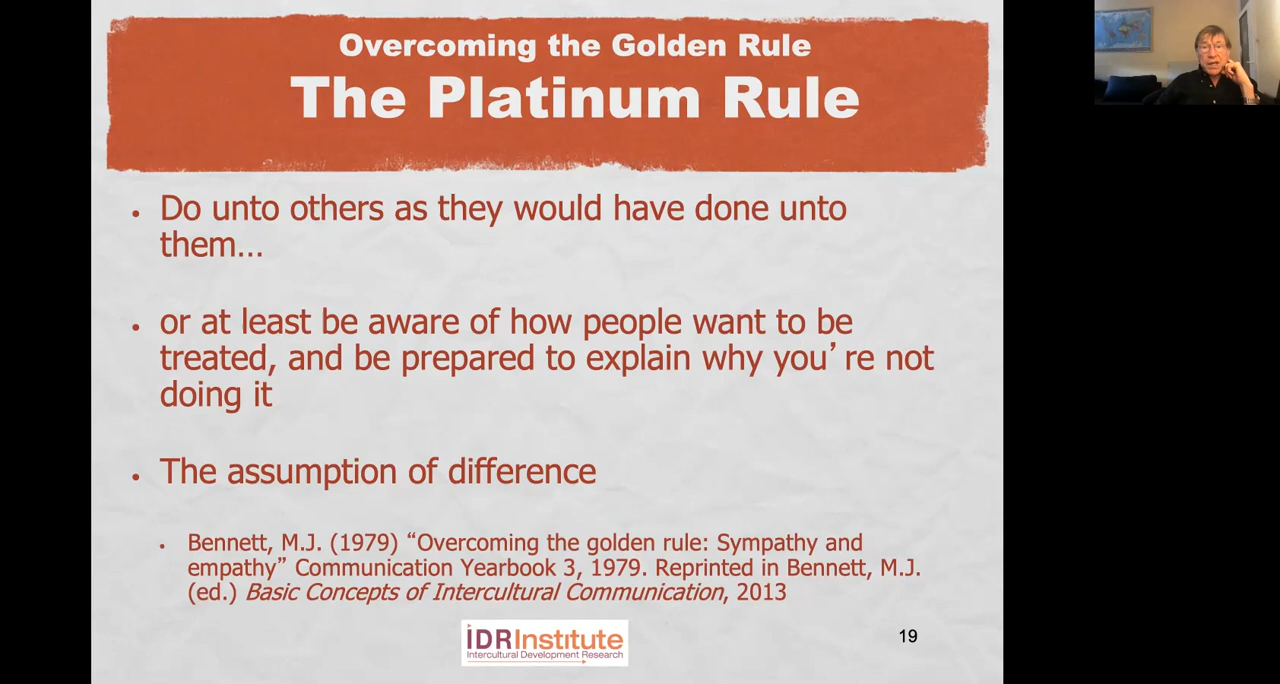 Overcoming the Golden Rule
The Platinum Rule
• Do unto others as they would have done unto
them...
• or at least be aware of how people want to be
treated, and be prepared to explain why you’re not
doing it
• The assumption of difference
• Bennett, M.J. (1979) “Overcoming the golden rule: Sympathy and
empathy” Communication Yearbook 3, 1979. Reprinted in Bennett, M.J.
(ed.) Basic Concepts of Intercultural Communication, 2013
IDRInstitute
Intercultural Development Research
19